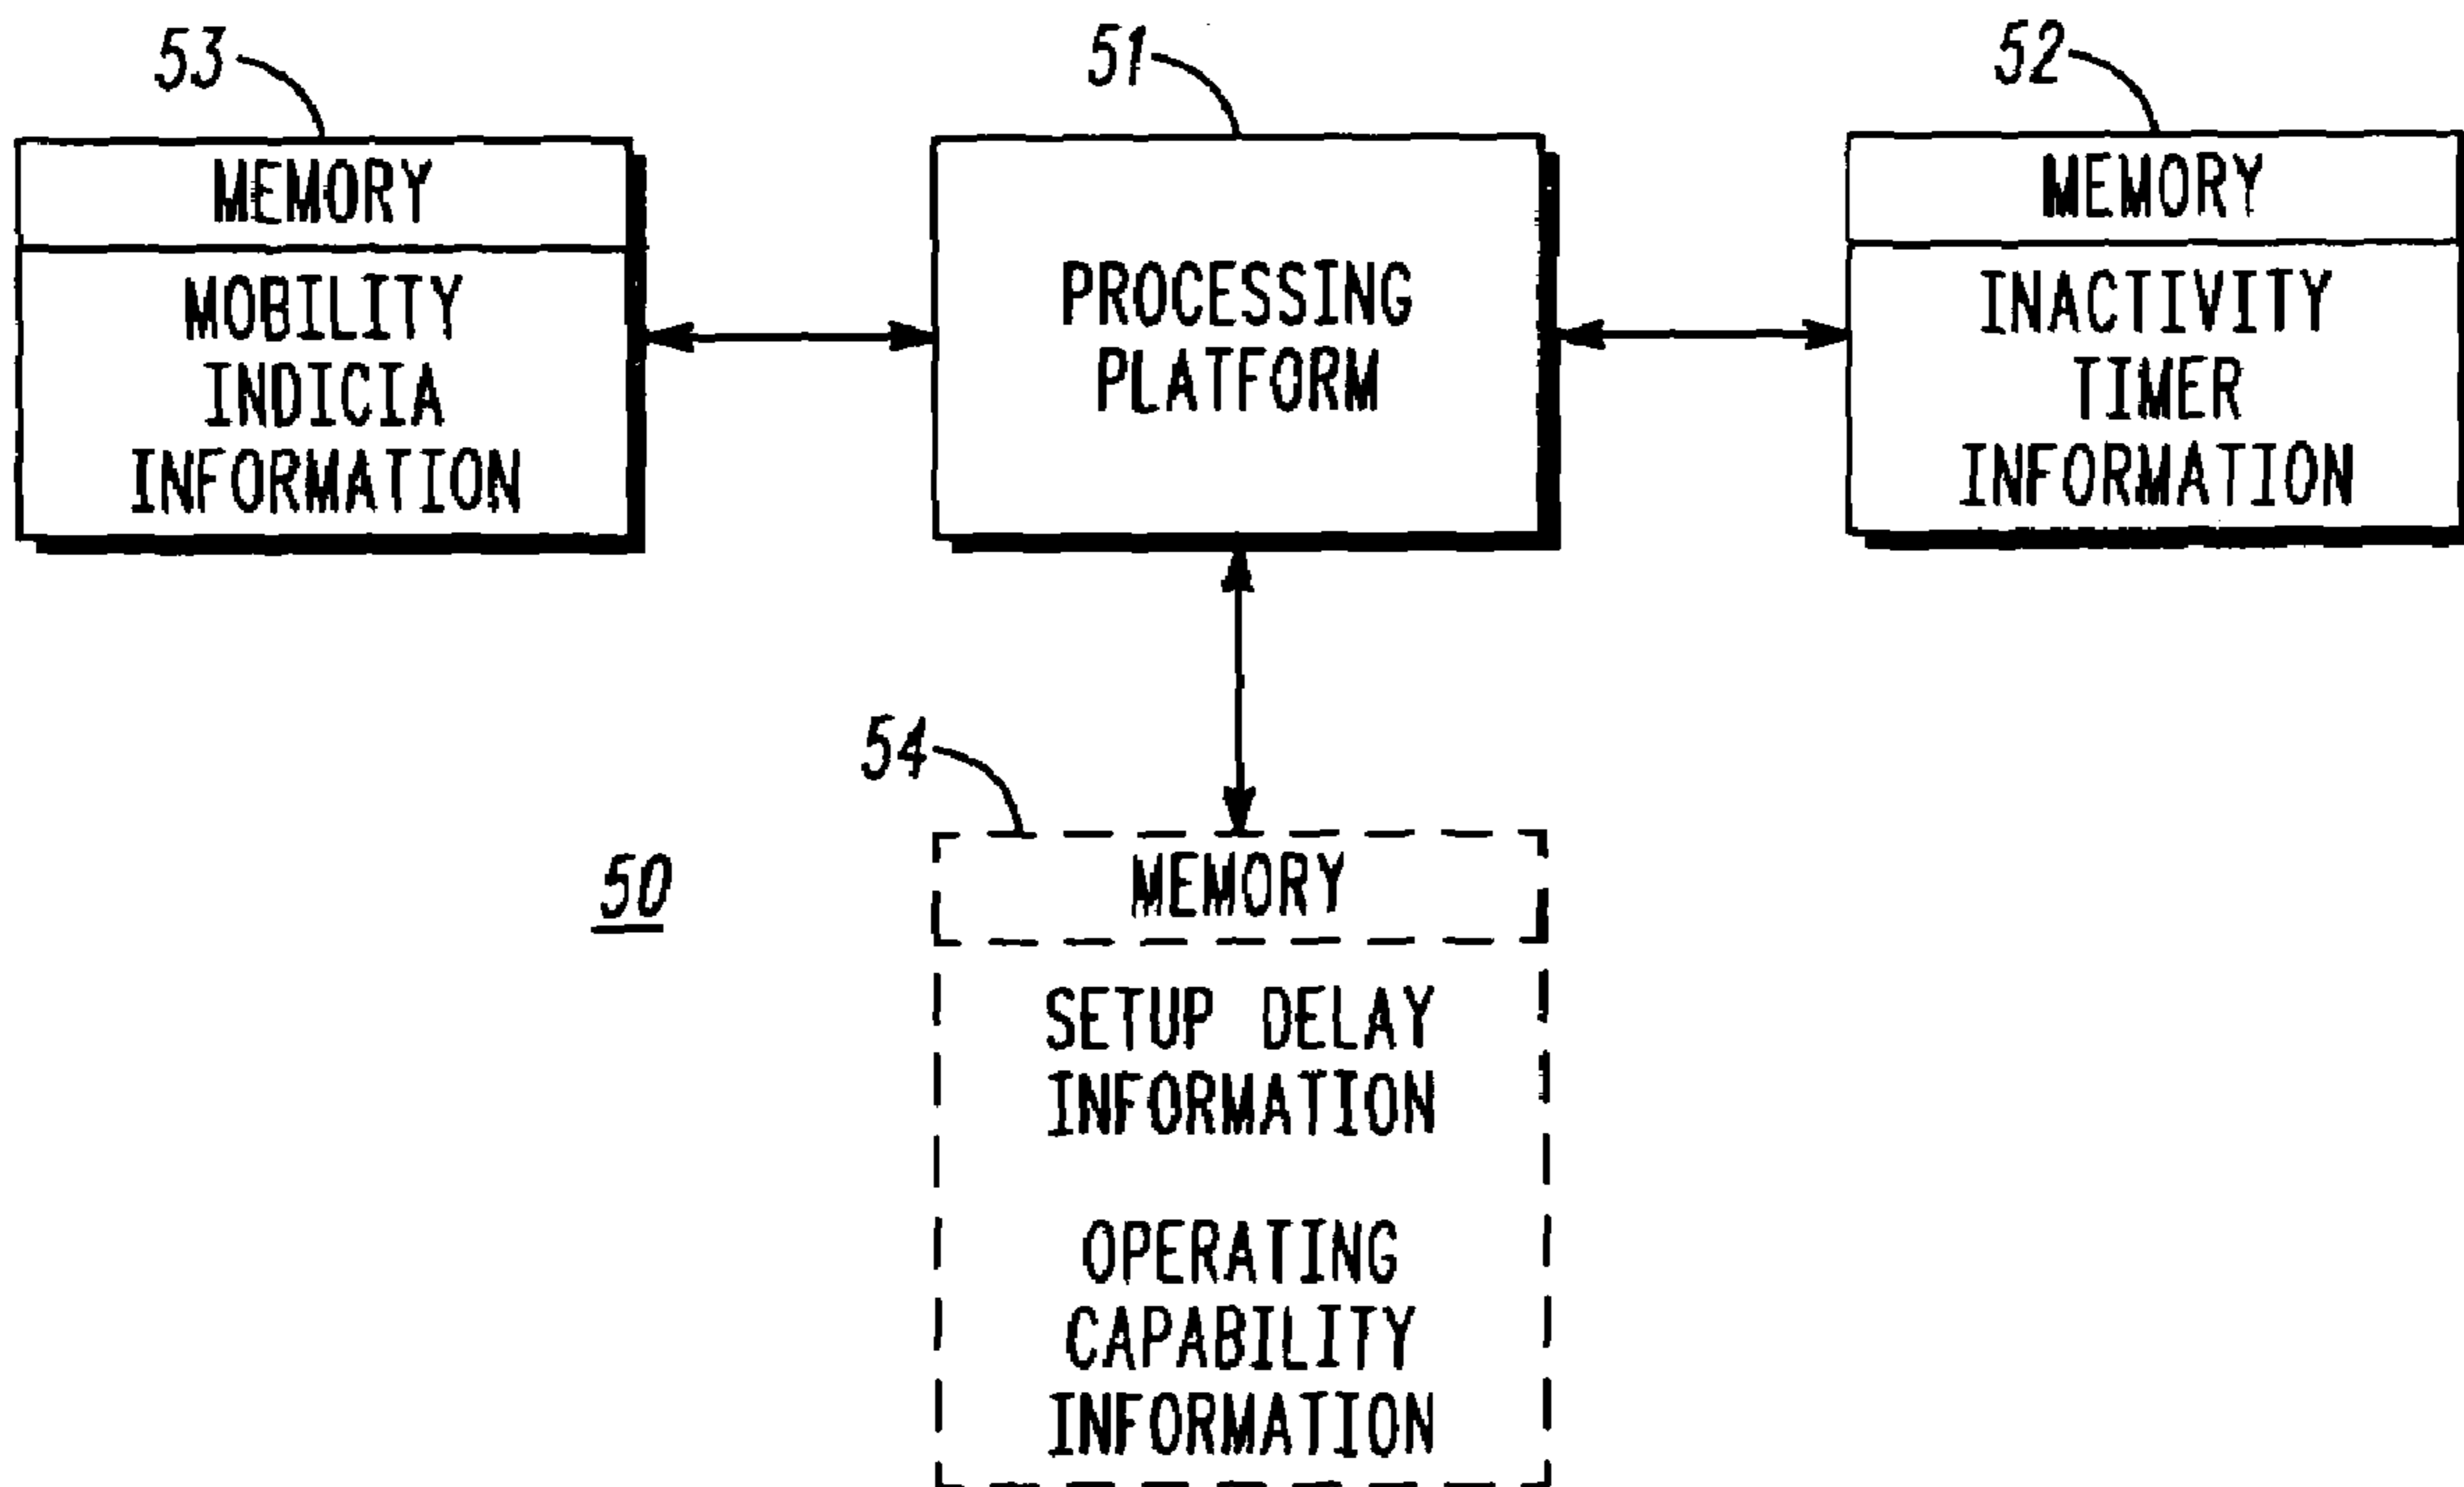 53
51
52
MEMORY
MOBILITY
INDICIA
INFORMATION
PROCESSING
PLATFORM
MEMORY
INACTIVITY
TIMER
INFORMATION
54
50
MEMORY
SETUP DELAY
INFORMATION
OPERATING
CAPABILITY
INFORMATION